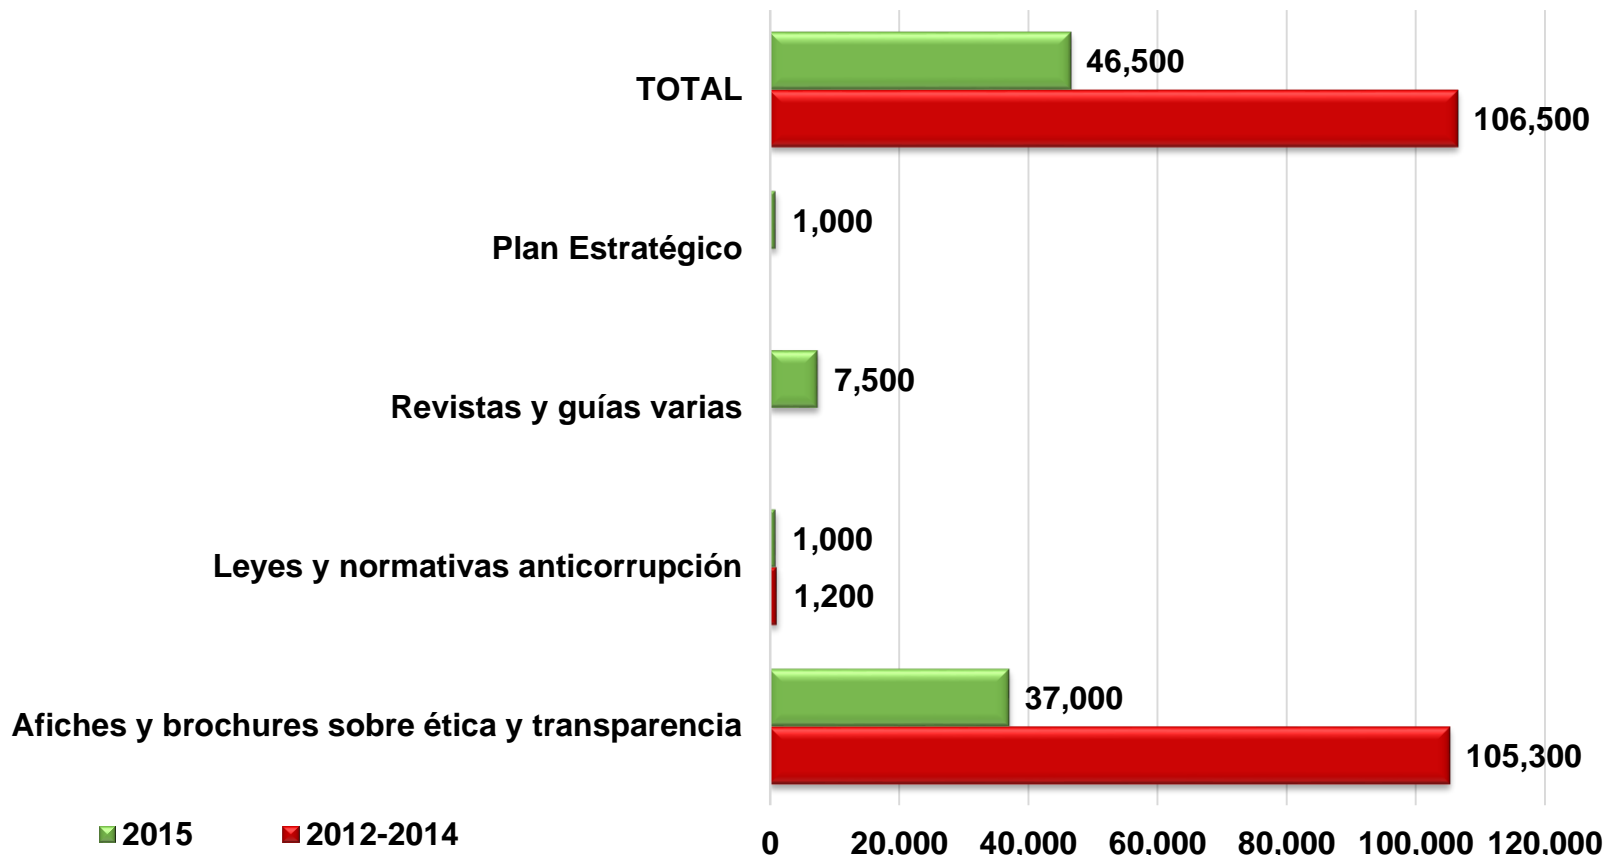 TOTAL
46,500
106,500
Plan Estratégico
1,000
Revistas y guías varias
7,500
Leyes y normativas anticorrupción
1,000
1,200
Afiches y brochures sobre ética y transparencia
37,000
105,300
2015 2012-2014
0 20,000 40,000 60,000 80,000 100,000 120,000